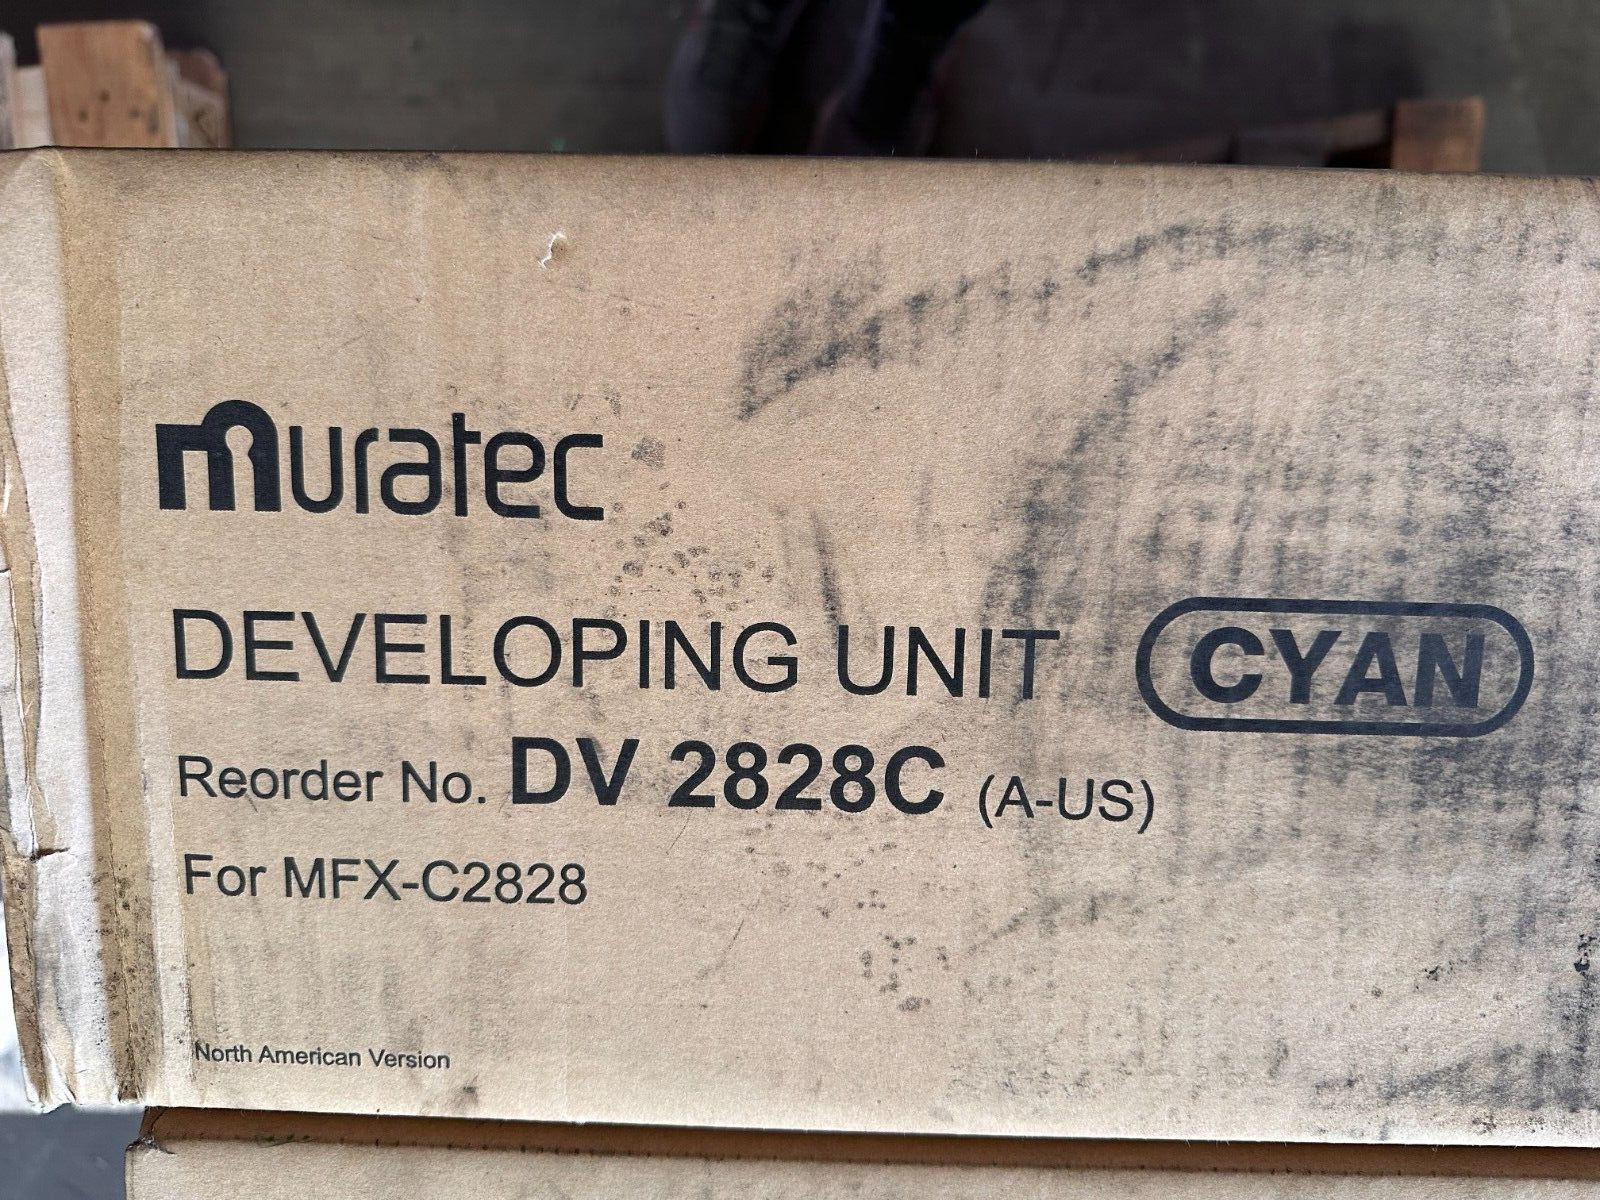 muratec
DEVELOPING UNIT CYAN
Reorder No. DV 2828C (A-US)
For MFX-C2828
North American Version